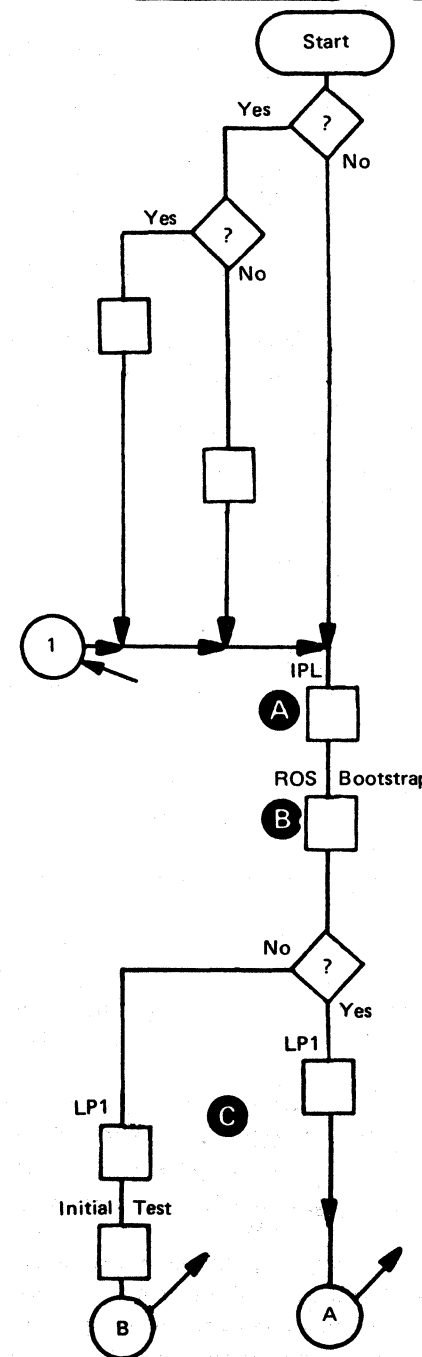 Start
Yes
?
No
Yes
?
No
1
IPL
A
ROS Bootstrap
B
No
?
Yes
LP1
C
LP1
Initial Test
A
B